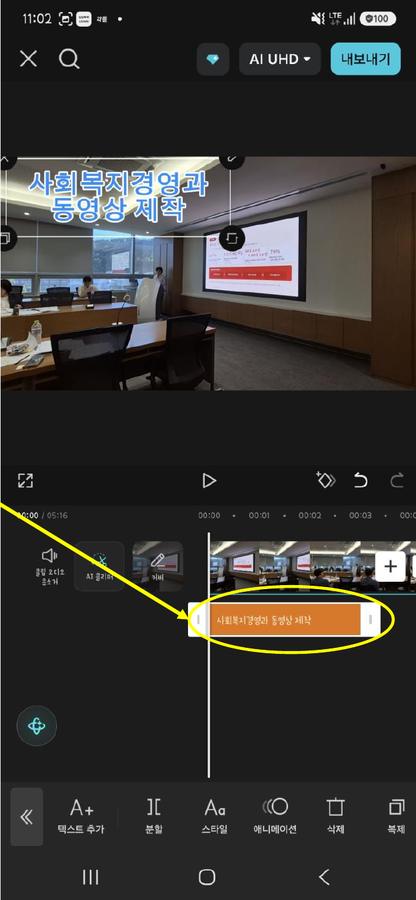 11:02
LTE
100
AI UHD
내보내기
사회복지경영과
동영상 제작
00:00 / 05:16
00:00
00:01
00:02
00:03
클립 오디오
음소거
AI 클리퍼
커버
사회복지경영과 동영상 제작
A+
텍스트 추가
분할
Aa
스타일
애니메이션
삭제
복제